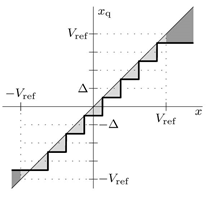 x_q
V_ref
−V_ref
Δ
x
−Δ
V_ref
−V_ref